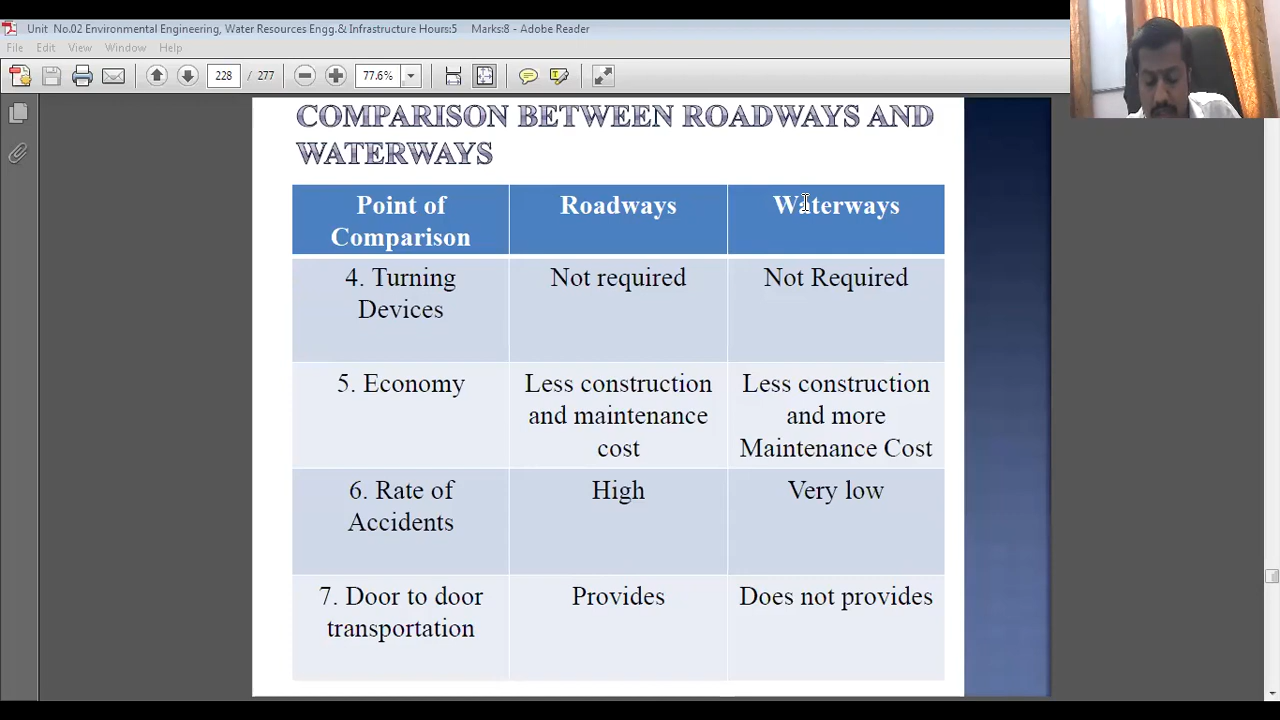 Unit No.02 Environmental Engineering, Water Resources Engg.& Infrastructure Hours:5 Marks:8 - Adobe Reader
File Edit View Window Help
228 / 277 77.6%
COMPARISON BETWEEN ROADWAYS AND
WATERWAYS
Point of
Comparison
Roadways
Waterways
4. Turning
Devices
Not required
Not Required
5. Economy
Less construction
and maintenance
cost
Less construction
and more
Maintenance Cost
6. Rate of
Accidents
High
Very low
7. Door to door
transportation
Provides
Does not provides